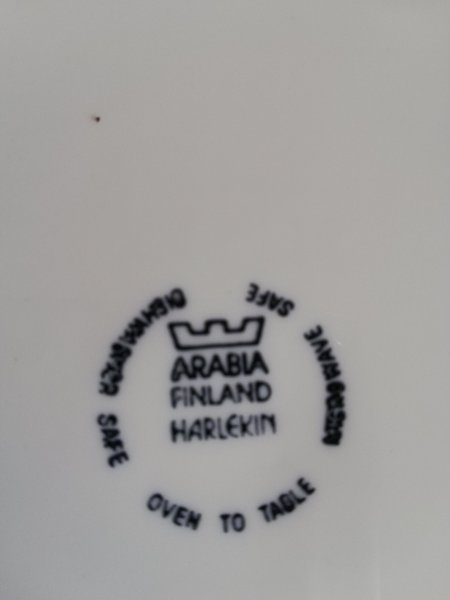 ARABIA
FINLAND
HARLEKIN
OVEN TO TABLE
DISHWASHER SAFE
MICROWAVE SAFE